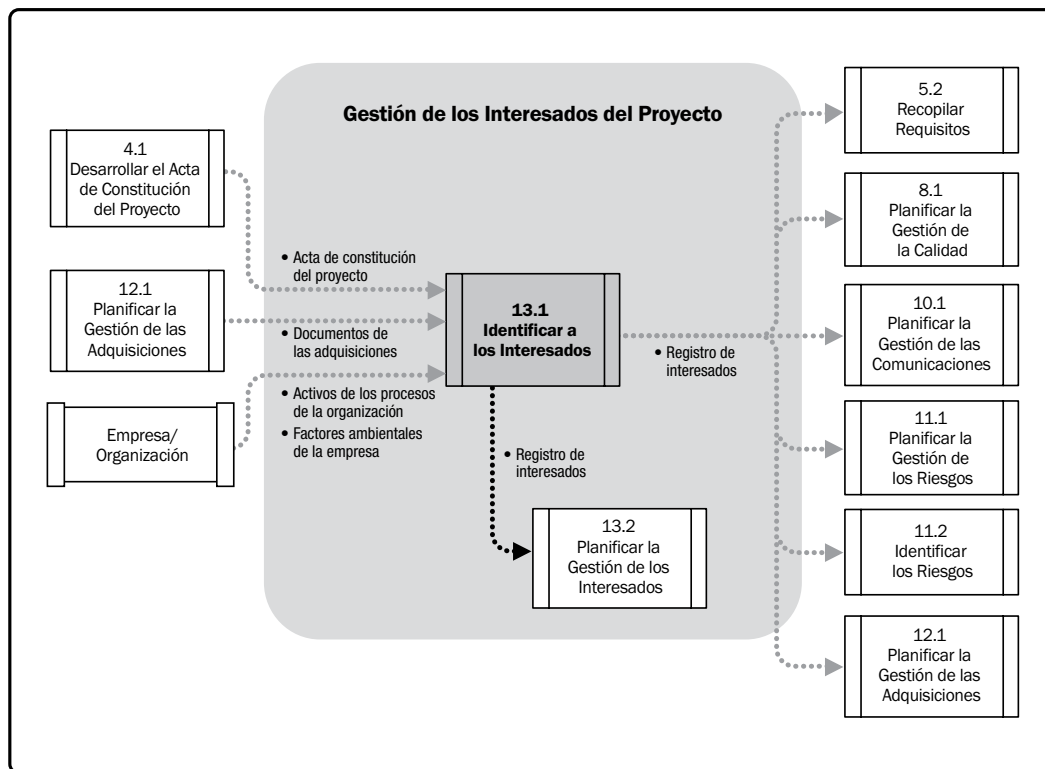 Gestión de los Interesados del Proyecto
4.1
Desarrollar el Acta
de Constitución
del Proyecto
12.1
Planificar la
Gestión de las
Adquisiciones
Empresa/
Organización
• Acta de constitución
del proyecto
• Documentos de
las adquisiciones
• Activos de los procesos
de la organización
• Factores ambientales
de la empresa
13.1
Identificar a
los Interesados
• Registro de
interesados
• Registro de
interesados
13.2
Planificar la
Gestión de los
Interesados
5.2
Recopilar
Requisitos
8.1
Planificar la
Gestión de
la Calidad
10.1
Planificar la
Gestión de las
Comunicaciones
11.1
Planificar la
Gestión de
los Riesgos
11.2
Identificar
los Riesgos
12.1
Planificar la
Gestión de las
Adquisiciones